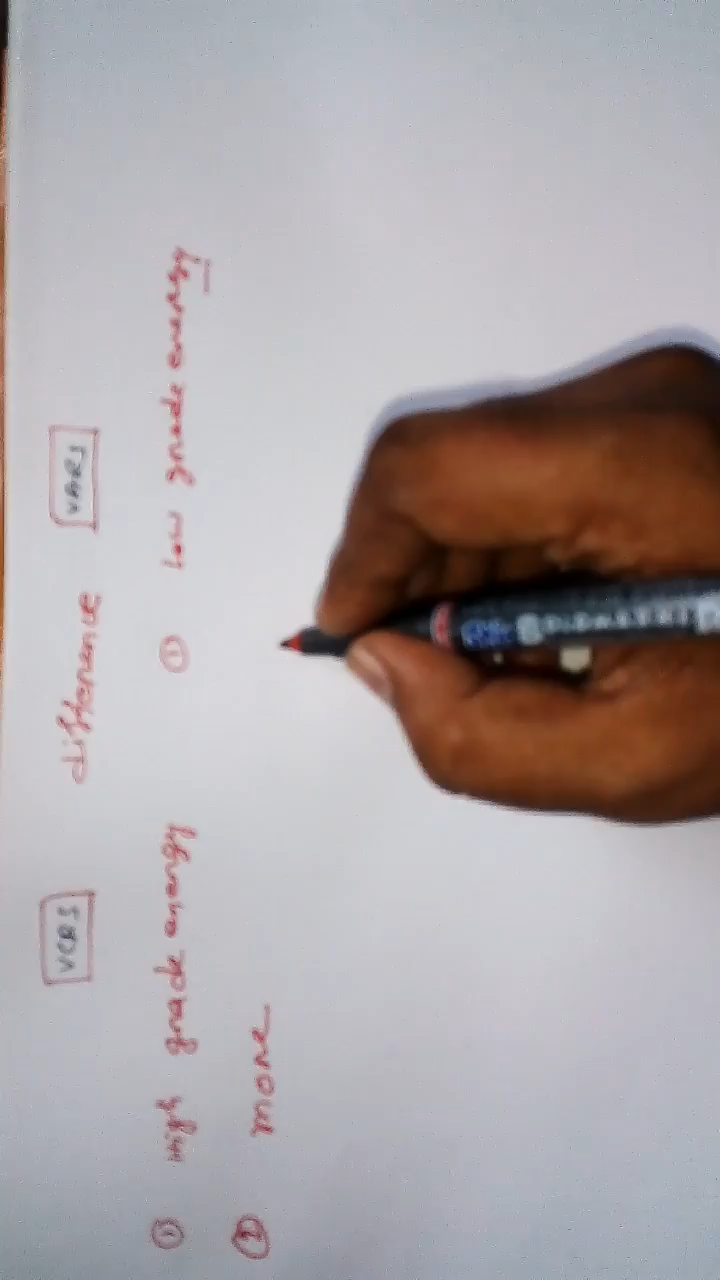 VCRS difference VARS
① High grade energy ① low grade energy
② more